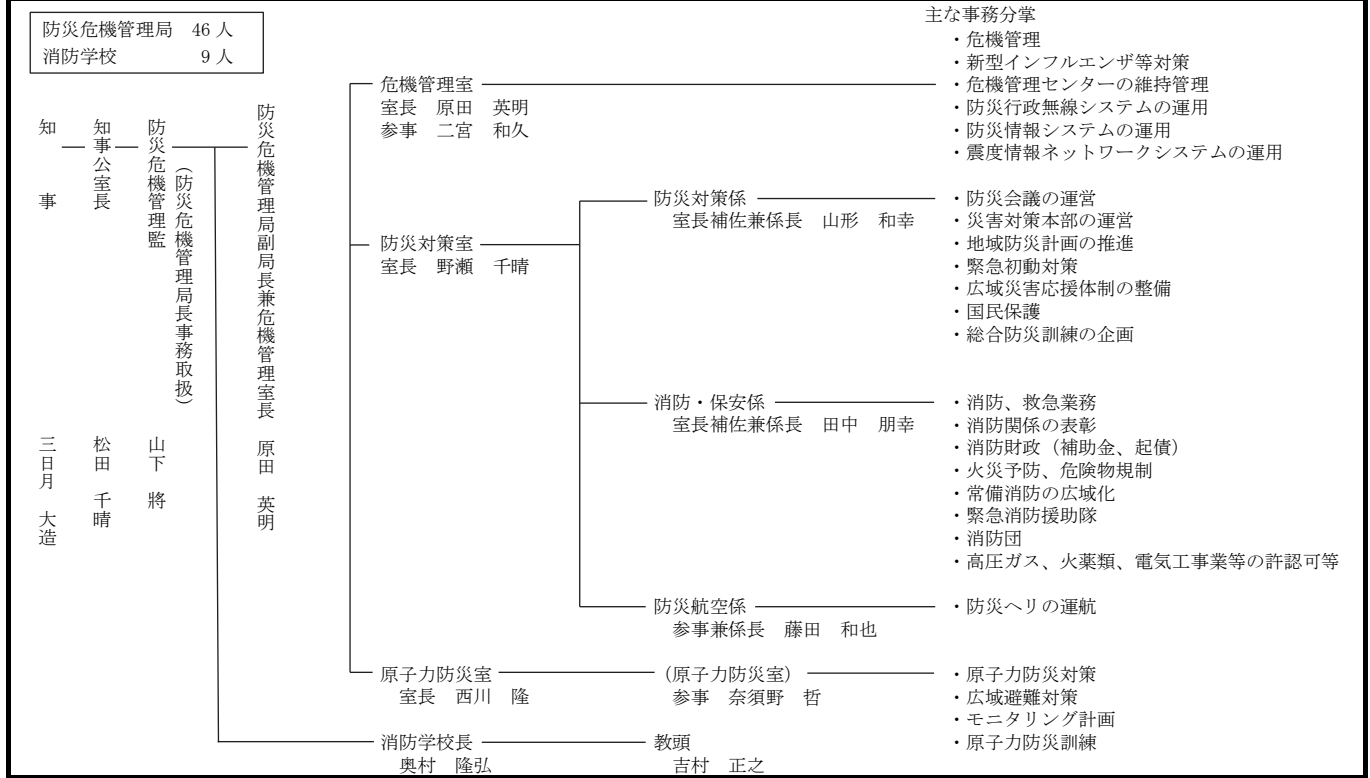 防災危機管理局　46 人
消防学校　9 人
知　事　三日月　大造
知事公室長　松田　千晴
防災危機管理監　山下　將
（防災危機管理局長事務取扱）
防災危機管理局副局長兼危機管理室長　原田　英明
主な事務分掌
危機管理室
室長　原田　英明
参事　二宮　和久
・危機管理
・新型インフルエンザ等対策
・危機管理センターの維持管理
・防災行政無線システムの運用
・防災情報システムの運用
・震度情報ネットワークシステムの運用
防災対策室
室長　野瀬　千晴
防災対策係
室長補佐兼係長　山形　和幸
・防災会議の運営
・災害対策本部の運営
・地域防災計画の推進
・緊急初動対策
・広域災害応援体制の整備
・国民保護
・総合防災訓練の企画
消防・保安係
室長補佐兼係長　田中　朋幸
・消防、救急業務
・消防関係の表彰
・消防財政（補助金、起債）
・火災予防、危険物規制
・常備消防の広域化
・緊急消防援助隊
・消防団
・高圧ガス、火薬類、電気工事業等の許認可等
防災航空係
参事兼係長　藤田　和也
・防災ヘリの運航
原子力防災室
室長　西川　隆
（原子力防災室）
参事　奈須野　哲
・原子力防災対策
・広域避難対策
・モニタリング計画
・原子力防災訓練
消防学校長
奥村　隆弘
教頭
吉村　正之